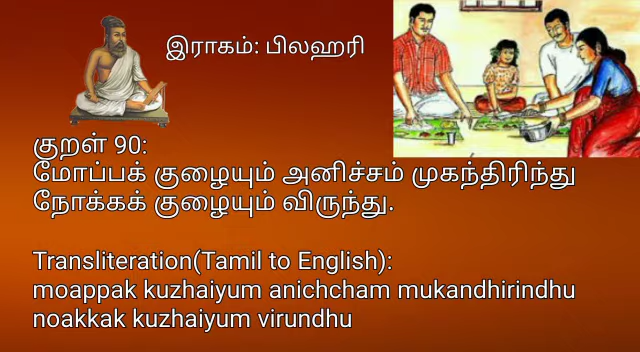 இராகம்: பிலஹரி
குறள் 90:
மோப்பக் குழையும் அனிச்சம் முகந்திரிந்து
நோக்கக் குழையும் விருந்து.
Transliteration(Tamil to English):
moappak kuzhaiyum anichcham mukandhirindhu
noakkak kuzhaiyum virundhu